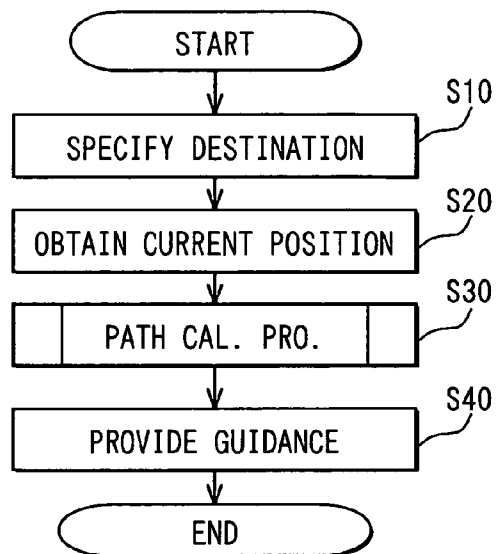 START
S10
SPECIFY DESTINATION
S20
OBTAIN CURRENT POSITION
S30
PATH CAL. PRO.
S40
PROVIDE GUIDANCE
END